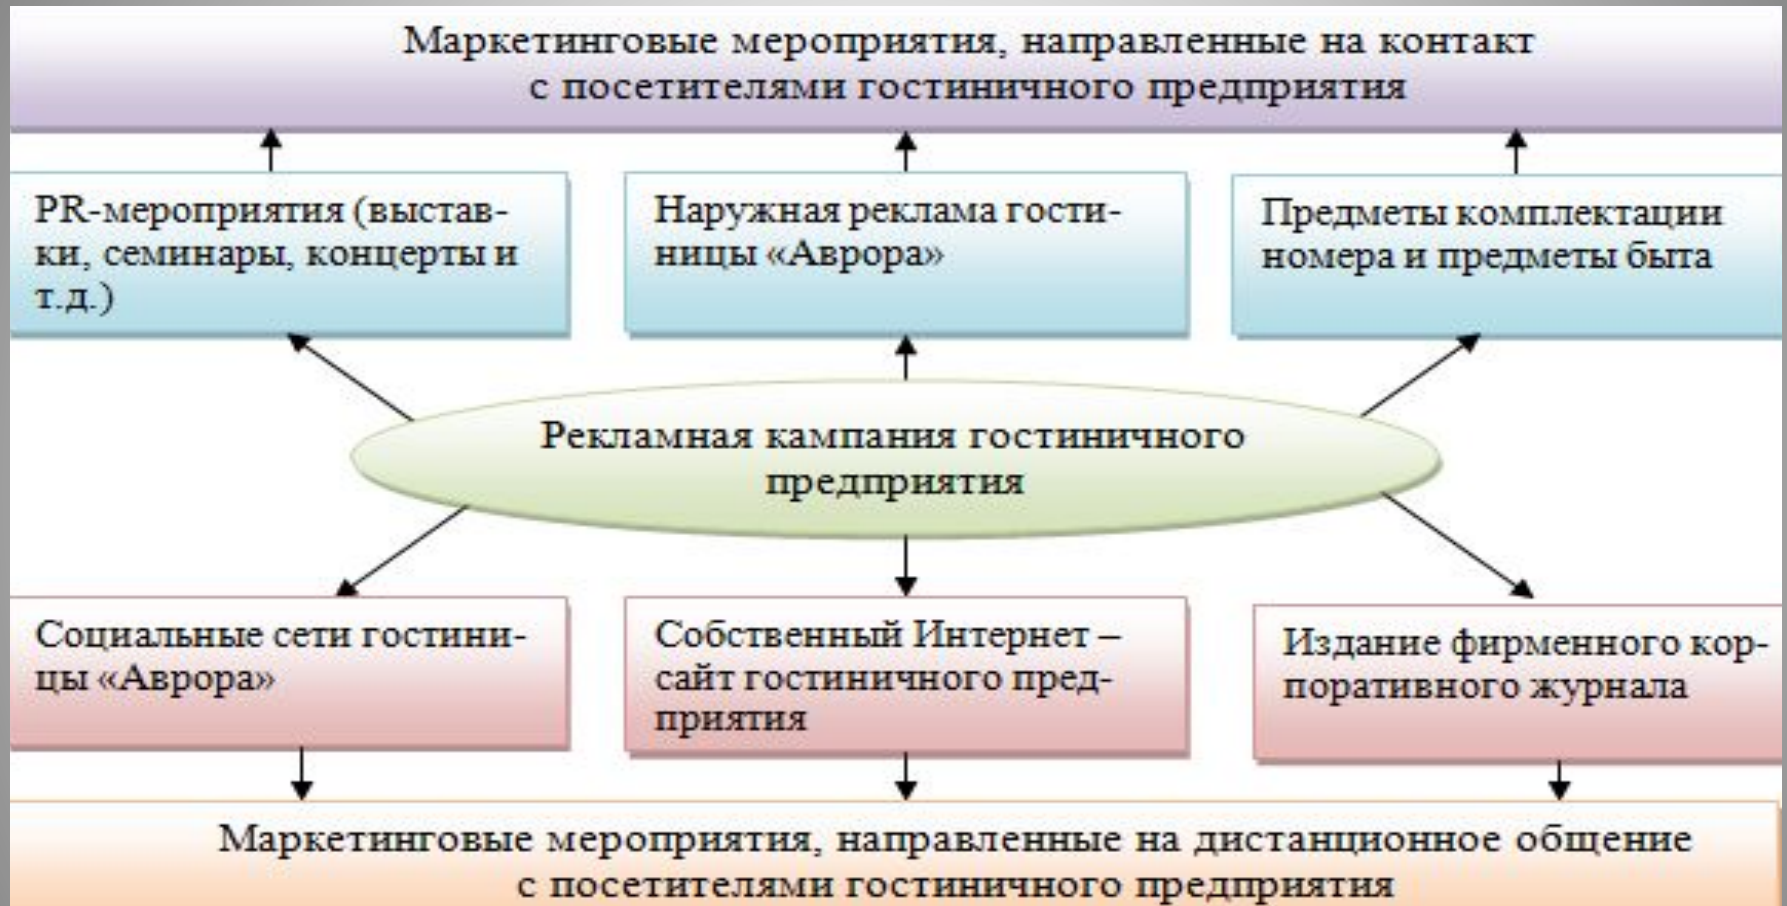 Маркетинговые мероприятия, направленные на контакт
с посетителями гостиничного предприятия
PR-мероприятия (выстав-
ки, семинары, концерты и
т.д.)
Наружная реклама гости-
ницы «Аврора»
Предметы комплектации
номера и предметы быта
Рекламная кампания гостиничного
предприятия
Социальные сети гостини-
цы «Аврора»
Собственный Интернет –
сайт гостиничного пред-
приятия
Издание фирменного кор-
поративного журнала
Маркетинговые мероприятия, направленные на дистанционное общение
с посетителями гостиничного предприятия